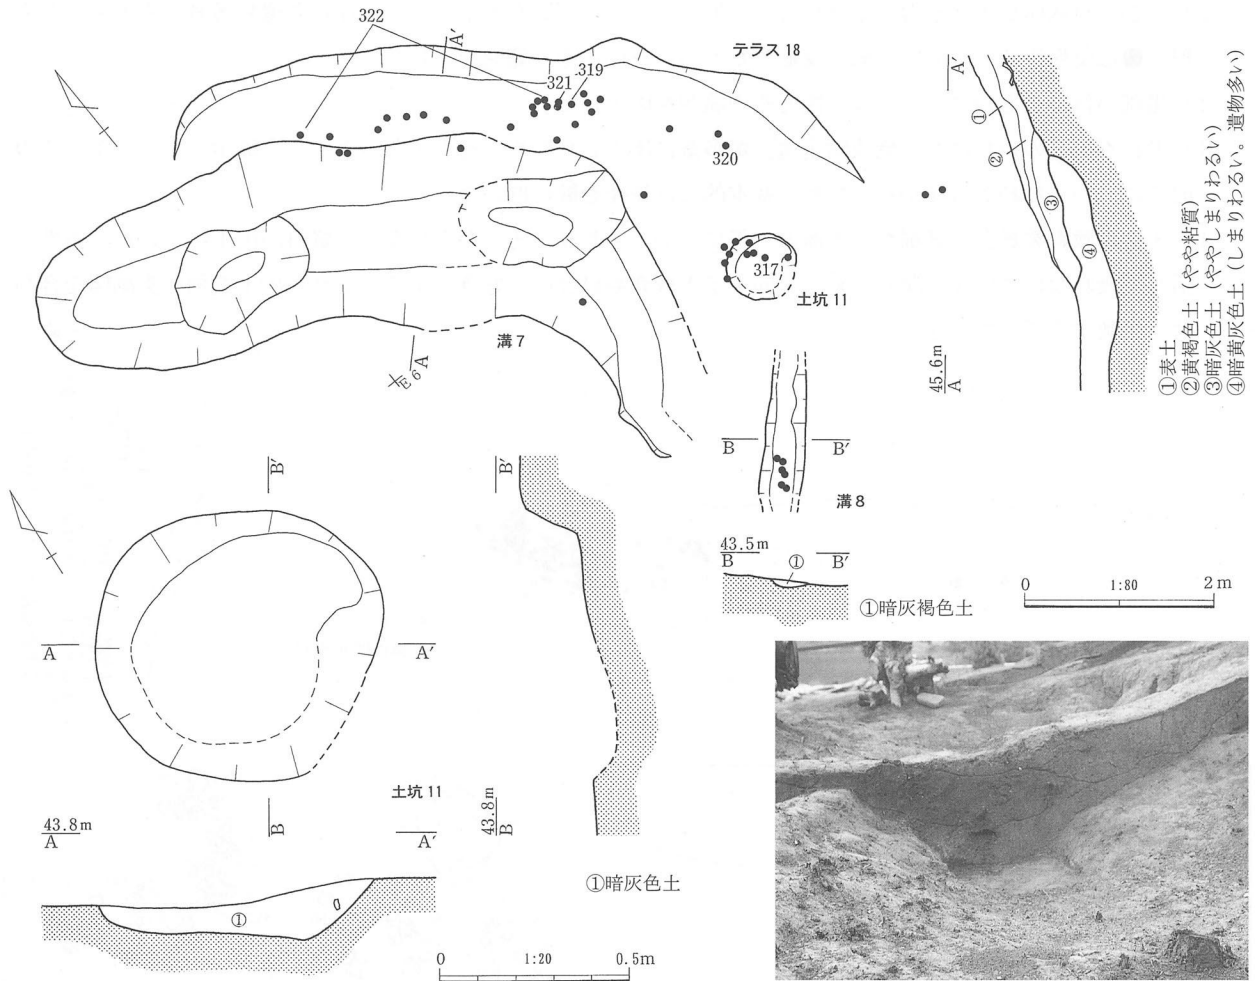 322
A′
テラス 18
321
319
320
317
土坑 11
溝 7
E6
A
A′
①
②
③
④
45.6m
A
①表土
②黄褐色土(やや粘質)
③暗灰色土(ややしまりわるい)
④暗黄灰色土(しまりわるい。遺物多い)
B
B′
溝 8
43.5m
B
B′
①
①暗灰褐色土
0
1:80
2m
B′
B′
A
A′
土坑 11
B
43.8m
B
43.8m
A
A′
①
①暗灰色土
0
1:20
0.5m